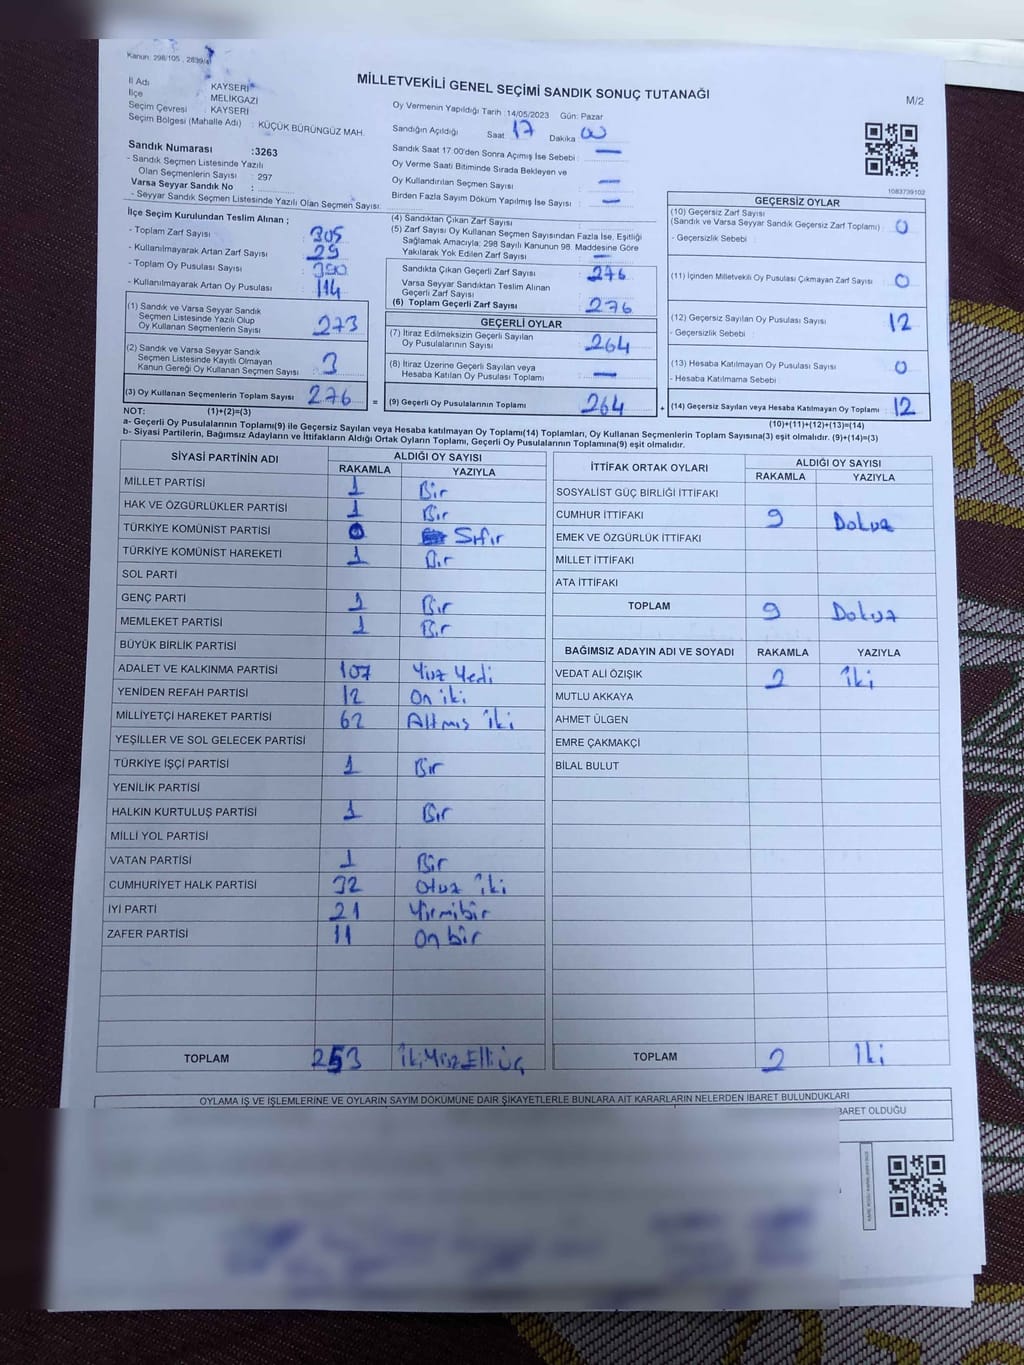 Kanun: 298/105 , 2839/4
MİLLETVEKİLİ GENEL SEÇİMİ SANDIK SONUÇ TUTANAĞI
M/2
İl Adı : KAYSERİ
İlçe : MELİKGAZİ
Seçim Çevresi : KAYSERİ
Seçim Bölgesi (Mahalle Adı) : KÜÇÜK BÜRÜNGÜZ MAH.
Sandık Numarası :3263
- Sandık Seçmen Listesinde Yazılı
Olan Seçmenlerin Sayısı : 297
Varsa Seyyar Sandık No :
- Seyyar Sandık Seçmen Listesinde Yazılı Olan Seçmen Sayısı:
Oy Vermenin Yapıldığı Tarih :14/05/2023 Gün: Pazar
Sandığın Açıldığı Saat 17 Dakika 00
Sandık Saat 17:00'den Sonra Açımış İse Sebebi : —
Oy Verme Saati Bitiminde Sırada Bekleyen ve
Oy Kullandırılan Seçmen Sayısı : —
Birden Fazla Sayım Döküm Yapılmış İse Sayısı : —
1083739102
İlçe Seçim Kurulundan Teslim Alınan ;
- Toplam Zarf Sayısı : 305
- Kullanılmayarak Artan Zarf Sayısı : 29
- Toplam Oy Pusulası Sayısı : 390
- Kullanılmayarak Artan Oy Pusulası : 114
(1) Sandık ve Varsa Seyyar Sandık
Seçmen Listesinde Yazılı Olup
Oy Kullanan Seçmenlerin Sayısı : 273
(2) Sandık ve Varsa Seyyar Sandık
Seçmen Listesinde Kayıtlı Olmayan
Kanun Gereği Oy Kullanan Seçmen Sayısı : 3
(3) Oy Kullanan Seçmenlerin Toplam Sayısı : 276 =
(4) Sandıktan Çıkan Zarf Sayısı :
(5) Zarf Sayısı Oy Kullanan Seçmen Sayısından Fazla İse, Eşitliği
Sağlamak Amacıyla; 298 Sayılı Kanunun 98. Maddesine Göre
Yakılarak Yok Edilen Zarf Sayısı : —
Sandıkta Çıkan Geçerli Zarf Sayısı : 276
Varsa Seyyar Sandıktan Teslim Alınan
Geçerli Zarf Sayısı
(6) Toplam Geçerli Zarf Sayısı : 276
GEÇERLİ OYLAR
(7) İtiraz Edilmeksizin Geçerli Sayılan
Oy Pusulalarının Sayısı : 264
(8) İtiraz Üzerine Geçerli Sayılan veya
Hesaba Katılan Oy Pusulası Toplamı : —
(9) Geçerli Oy Pusulalarının Toplamı : 264 +
GEÇERSİZ OYLAR
(10) Geçersiz Zarf Sayısı
(Sandık ve Varsa Seyyar Sandık Geçersiz Zarf Toplamı) : 0
- Geçersizlik Sebebi :
(11) İçinden Milletvekili Oy Pusulası Çıkmayan Zarf Sayısı : 0
(12) Geçersiz Sayılan Oy Pusulası Sayısı : 12
- Geçersizlik Sebebi :
(13) Hesaba Katılmayan Oy Pusulası Sayısı : 0
- Hesaba Katılmama Sebebi :
(14) Geçersiz Sayılan veya Hesaba Katılmayan Oy Toplamı : 12
NOT: (1)+(2)=(3) (10)+(11)+(12)+(13)=(14)
a- Geçerli Oy Pusulalarının Toplamı(9) ile Geçersiz Sayılan veya Hesaba katılmayan Oy Toplamı(14) Toplamları, Oy Kullanan Seçmenlerin Toplam Sayısına(3) eşit olmalıdır. (9)+(14)=(3)
b- Siyasi Partilerin, Bağımsız Adayların ve İttifakların Aldığı Ortak Oyların Toplamı, Geçerli Oy Pusulalarının Toplamına(9) eşit olmalıdır.
SİYASİ PARTİNİN ADI ALDIĞI OY SAYISI
RAKAMLA YAZIYLA
MİLLET PARTİSİ 1 Bir
HAK VE ÖZGÜRLÜKLER PARTİSİ 1 Bir
TÜRKİYE KOMÜNİST PARTİSİ 0 Sıfır
TÜRKİYE KOMÜNİST HAREKETİ 1 Bir
SOL PARTİ
GENÇ PARTİ 1 Bir
MEMLEKET PARTİSİ 1 Bir
BÜYÜK BİRLİK PARTİSİ
ADALET VE KALKINMA PARTİSİ 107 Yüz Yedi
YENİDEN REFAH PARTİSİ 12 On iki
MİLLİYETÇİ HAREKET PARTİSİ 62 Altmış iki
YEŞİLLER VE SOL GELECEK PARTİSİ
TÜRKİYE İŞÇİ PARTİSİ 1 Bir
YENİLİK PARTİSİ
HALKIN KURTULUŞ PARTİSİ 1 Bir
MİLLİ YOL PARTİSİ
VATAN PARTİSİ 1 Bir
CUMHURİYET HALK PARTİSİ 32 Otuz iki
İYİ PARTİ 21 Yirmibir
ZAFER PARTİSİ 11 On bir
TOPLAM 253 İki Yüz Elli üç
İTTİFAK ORTAK OYLARI ALDIĞI OY SAYISI
RAKAMLA YAZIYLA
SOSYALİST GÜÇ BİRLİĞİ İTTİFAKI
CUMHUR İTTİFAKI 9 Dokuz
EMEK VE ÖZGÜRLÜK İTTİFAKI
MİLLET İTTİFAKI
ATA İTTİFAKI
TOPLAM 9 Dokuz
BAĞIMSIZ ADAYIN ADI VE SOYADI RAKAMLA YAZIYLA
VEDAT ALİ ÖZIŞIK 2 İki
MUTLU AKKAYA
AHMET ÜLGEN
EMRE ÇAKMAKÇİ
BİLAL BULUT
TOPLAM 2 İki
OYLAMA İŞ VE İŞLEMLERİNE VE OYLARIN SAYIM DÖKÜMÜNE DAİR ŞİKAYETLERLE BUNLARA AİT KARARLARIN NELERDEN İBARET BULUNDUKLARI
BARET OLDUĞU